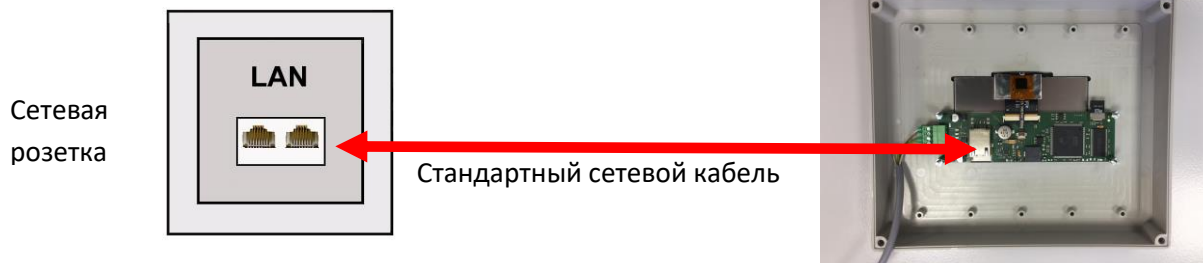 LAN
Сетевая
розетка
Стандартный сетевой кабель